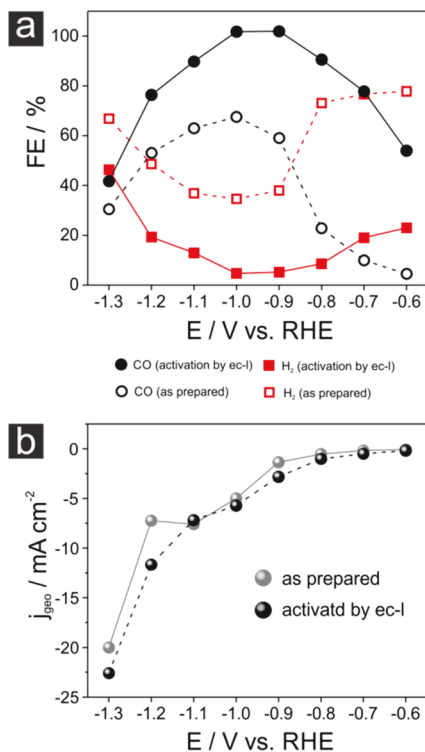 a
FE / %
100
80
60
40
20
0
-1.3 -1.2 -1.1 -1.0 -0.9 -0.8 -0.7 -0.6
E / V vs. RHE
CO (activation by ec-l) H₂ (activation by ec-l)
CO (as prepared) H₂ (as prepared)
b
j_geo / mA cm⁻²
0
-5
-10
-15
-20
-25
as prepared
activatd by ec-l
-1.3 -1.2 -1.1 -1.0 -0.9 -0.8 -0.7 -0.6
E / V vs. RHE